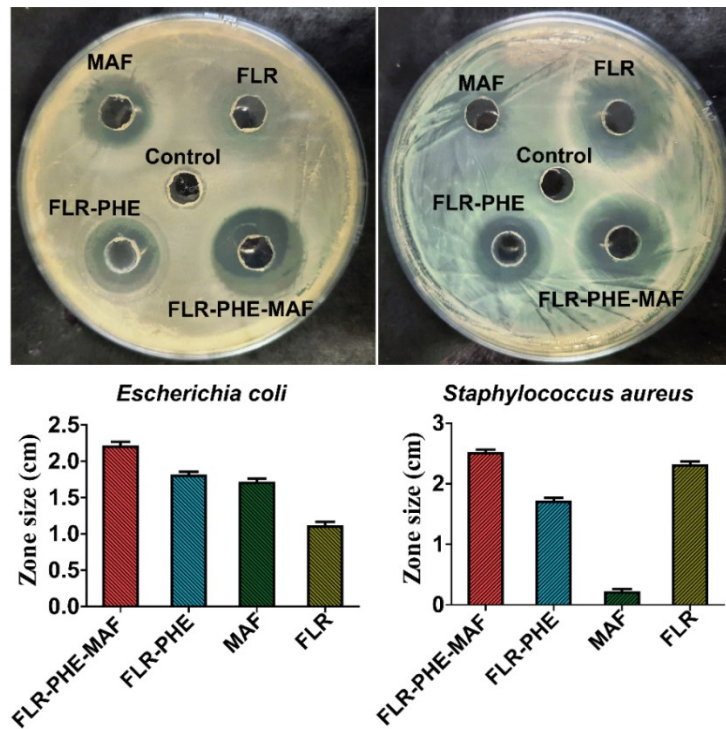 MAF
FLR
Control
FLR-PHE
FLR-PHE-MAF
MAF
FLR
Control
FLR-PHE
FLR-PHE-MAF
Escherichia coli
Zone size (cm)
2.5
2.0
1.5
1.0
0.5
0.0
FLR-PHE-MAF
FLR-PHE
MAF
FLR
Staphylococcus aureus
Zone size (cm)
3
2
1
0
FLR-PHE-MAF
FLR-PHE
MAF
FLR